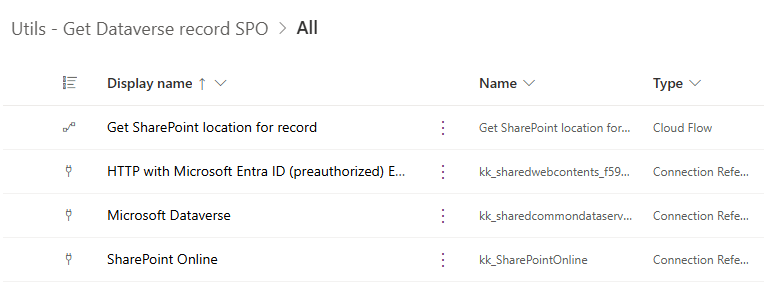 Utils - Get Dataverse record SPO > All
Display name ↑ Name Type
Get SharePoint location for record Get SharePoint location for... Cloud Flow
HTTP with Microsoft Entra ID (preauthorized) E... kk_sharedwebcontents_f59... Connection Refe...
Microsoft Dataverse kk_sharedcommondataserv... Connection Refe...
SharePoint Online kk_SharePointOnline Connection Refe...